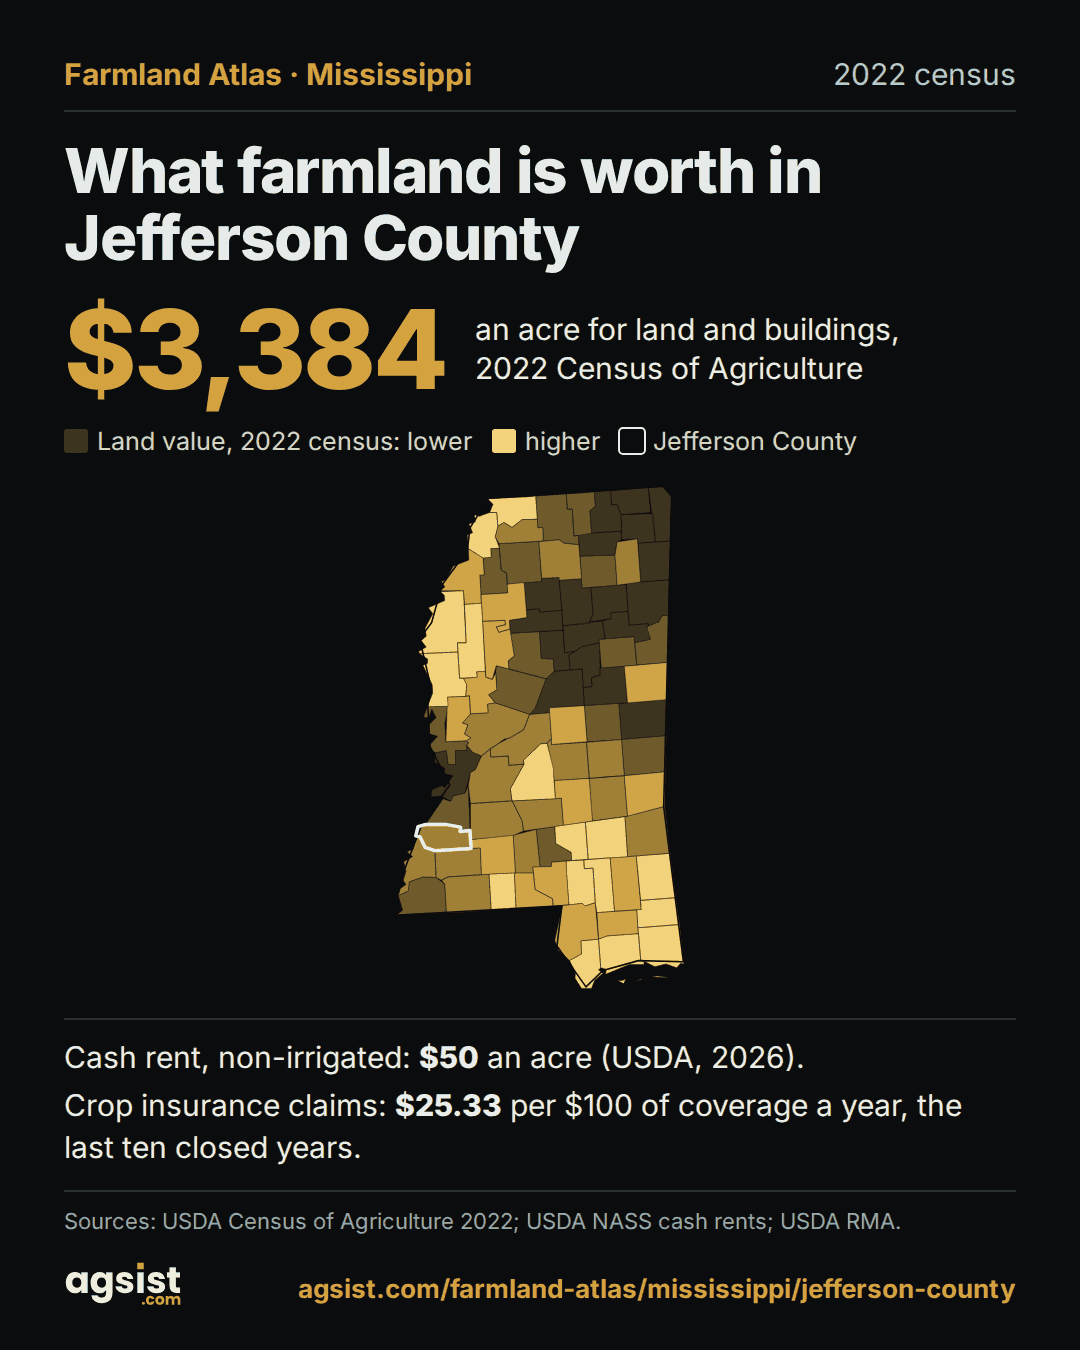 Farmland Atlas · Mississippi
2022 census
What farmland is worth in
Jefferson County
$3,384
an acre for land and buildings,
2022 Census of Agriculture
Land value, 2022 census: lower
higher
Jefferson County
Cash rent, non-irrigated: $50 an acre (USDA, 2026).
Crop insurance claims: $25.33 per $100 of coverage a year, the
last ten closed years.
Sources: USDA Census of Agriculture 2022; USDA NASS cash rents; USDA RMA.
agsist
.com
agsist.com/farmland-atlas/mississippi/jefferson-county